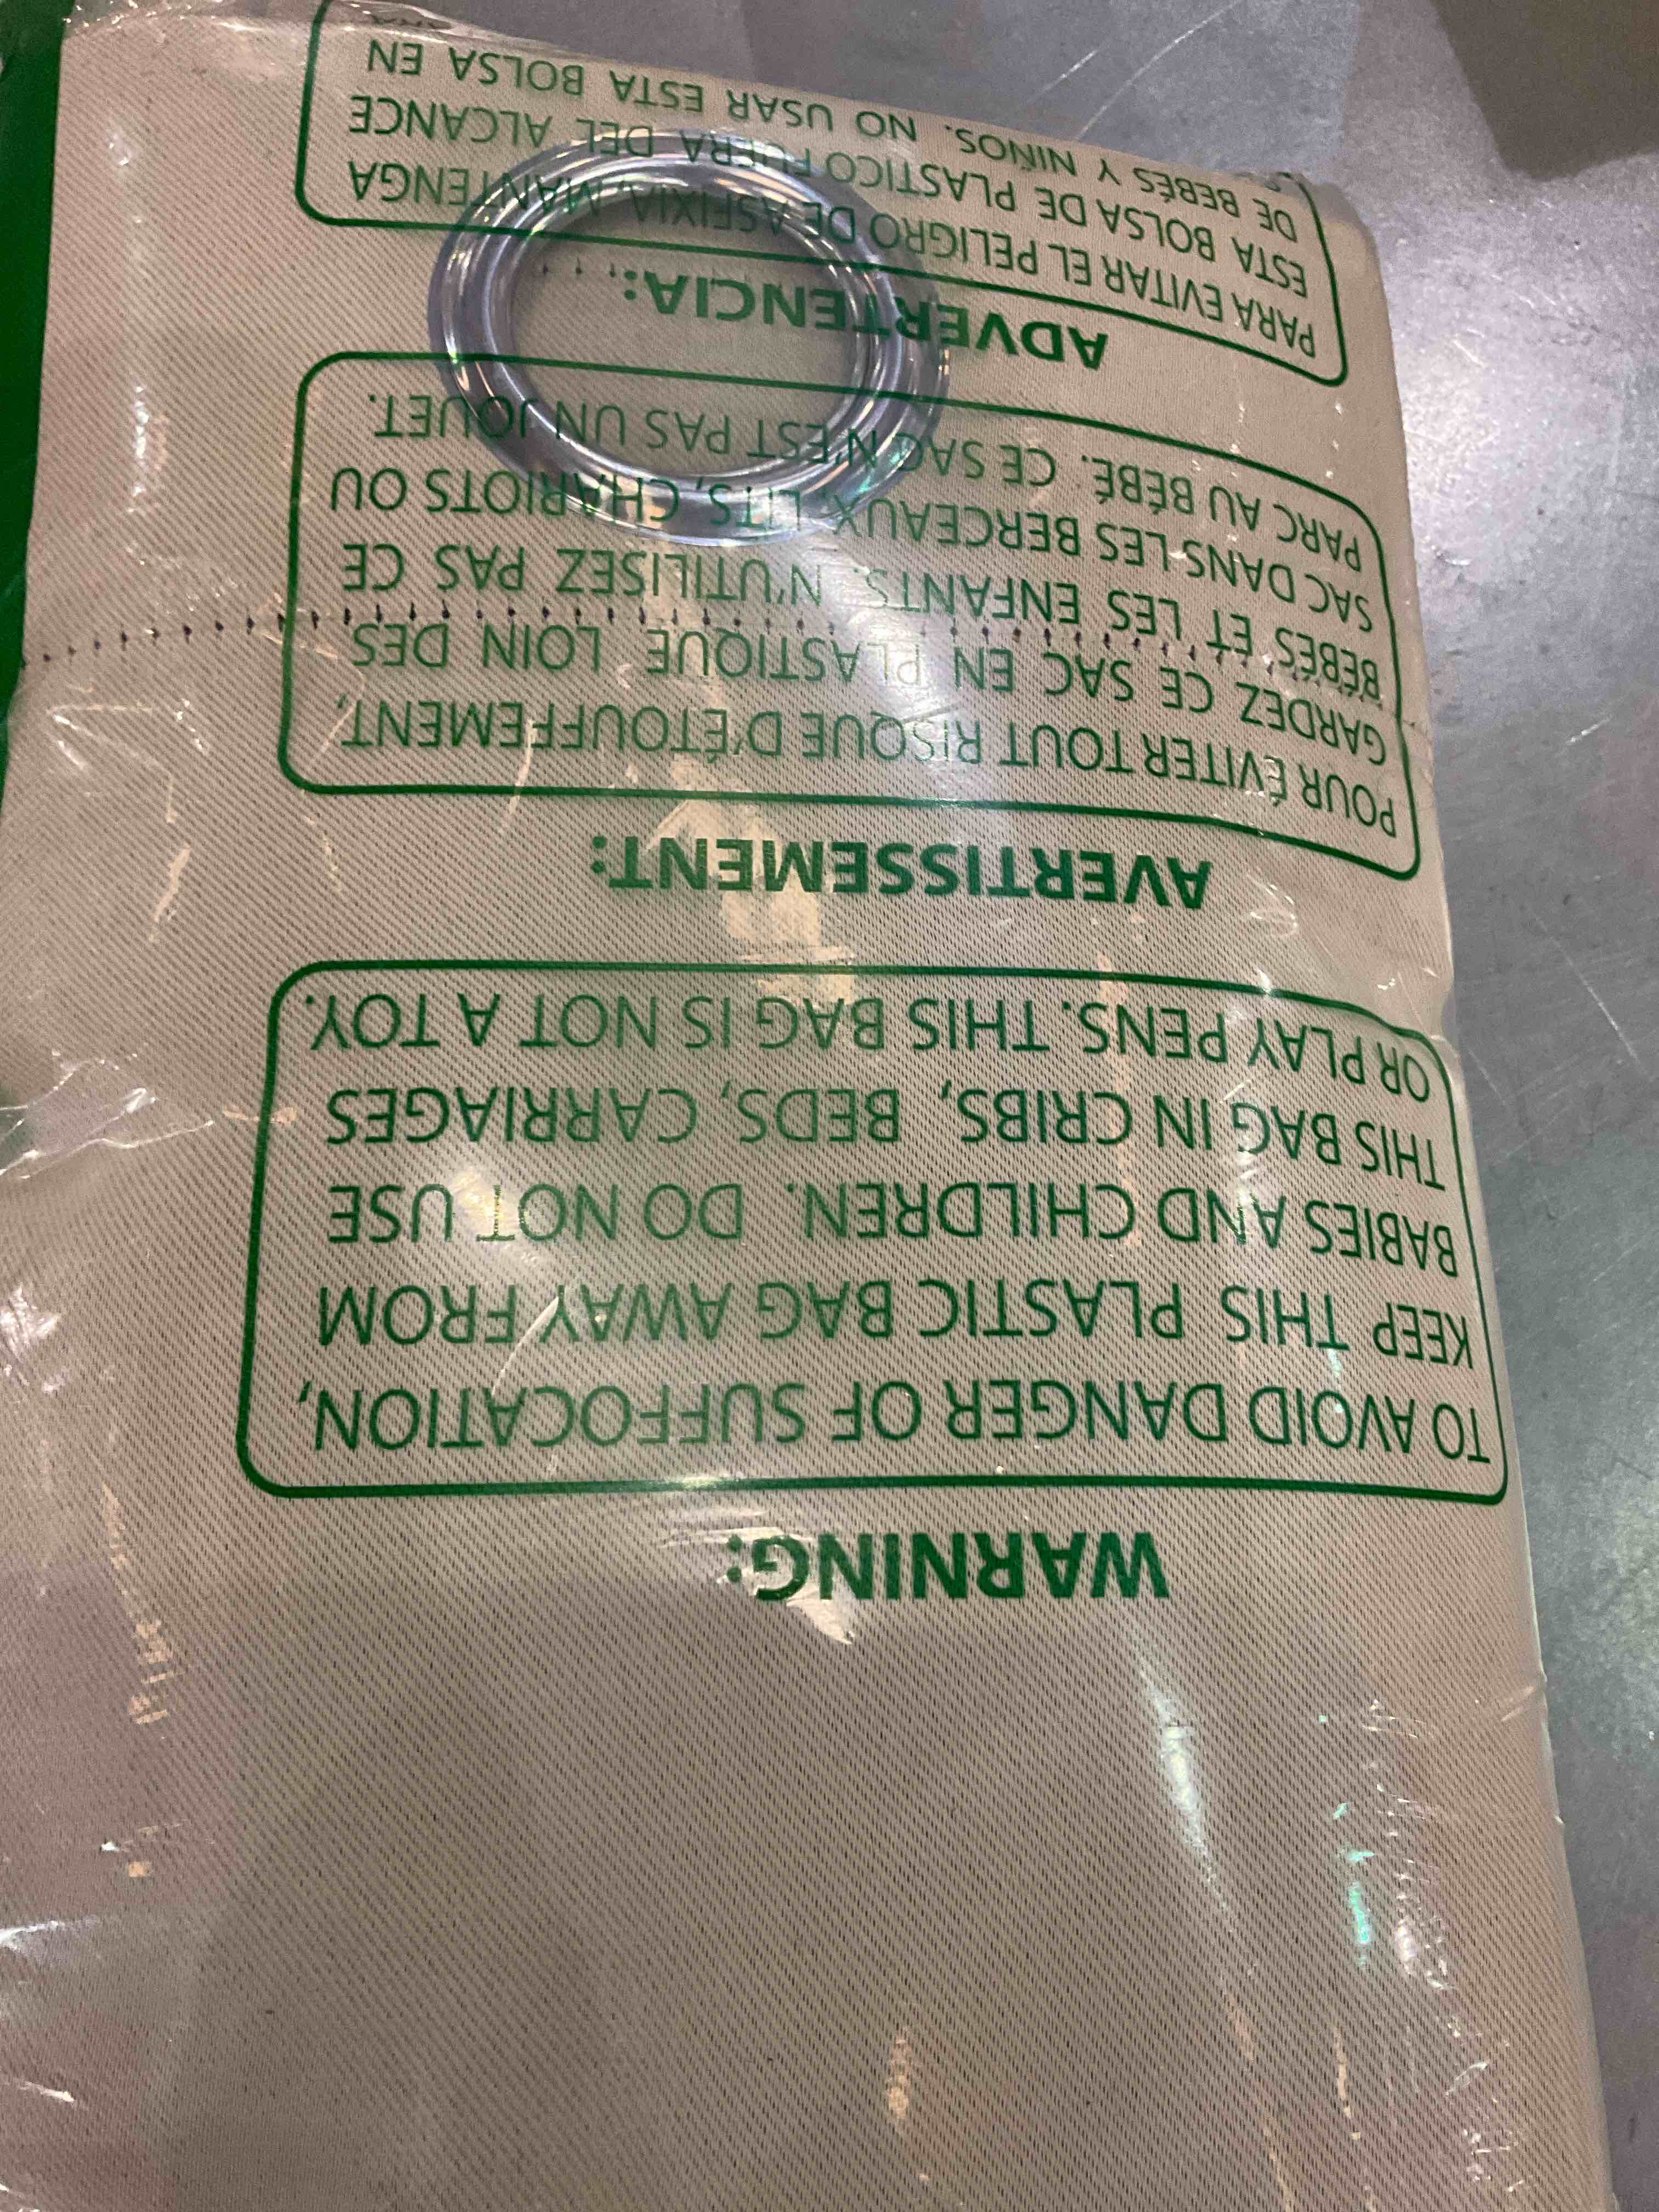 WARNING:
TO AVOID DANGER OF SUFFOCATION,
KEEP THIS PLASTIC BAG AWAY FROM
BABIES AND CHILDREN. DO NOT USE
THIS BAG IN CRIBS, BEDS, CARRIAGES
OR PLAY PENS. THIS BAG IS NOT A TOY.
AVERTISSEMENT:
POUR ÉVITER TOUT RISQUE D'ÉTOUFFEMENT,
GARDEZ CE SAC EN PLASTIQUE LOIN DES
BÉBÉS ET LES ENFANTS. N'UTILISEZ PAS CE
SAC DANS LES BERCEAUX, LITS, CHARIOTS OU
PARC AU BÉBÉ. CE SAC N'EST PAS UN JOUET.
ADVERTENCIA:
PARA EVITAR EL PELIGRO DE ASFIXIA, MANTENGA
ESTA BOLSA DE PLASTICO FUERA DEL ALCANCE
DE BEBÉS Y NINOS. NO USAR ESTA BOLSA EN